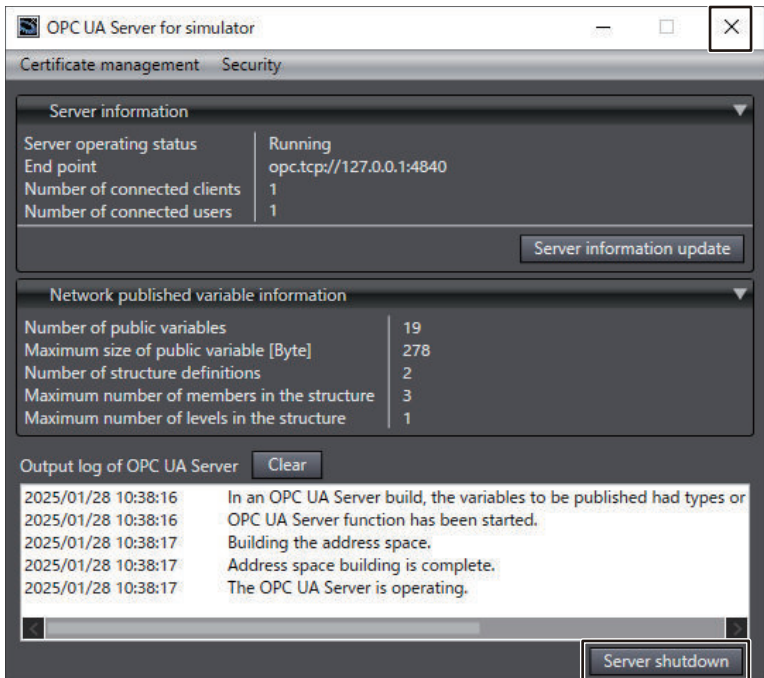 OPC UA Server for simulator
Certificate management Security
Server information
Server operating status Running
End point opc.tcp://127.0.0.1:4840
Number of connected clients 1
Number of connected users 1
Server information update
Network published variable information
Number of public variables 19
Maximum size of public variable [Byte] 278
Number of structure definitions 2
Maximum number of members in the structure 3
Maximum number of levels in the structure 1
Output log of OPC UA Server Clear
2025/01/28 10:38:16 In an OPC UA Server build, the variables to be published had types or
2025/01/28 10:38:16 OPC UA Server function has been started.
2025/01/28 10:38:17 Building the address space.
2025/01/28 10:38:17 Address space building is complete.
2025/01/28 10:38:17 The OPC UA Server is operating.
Server shutdown